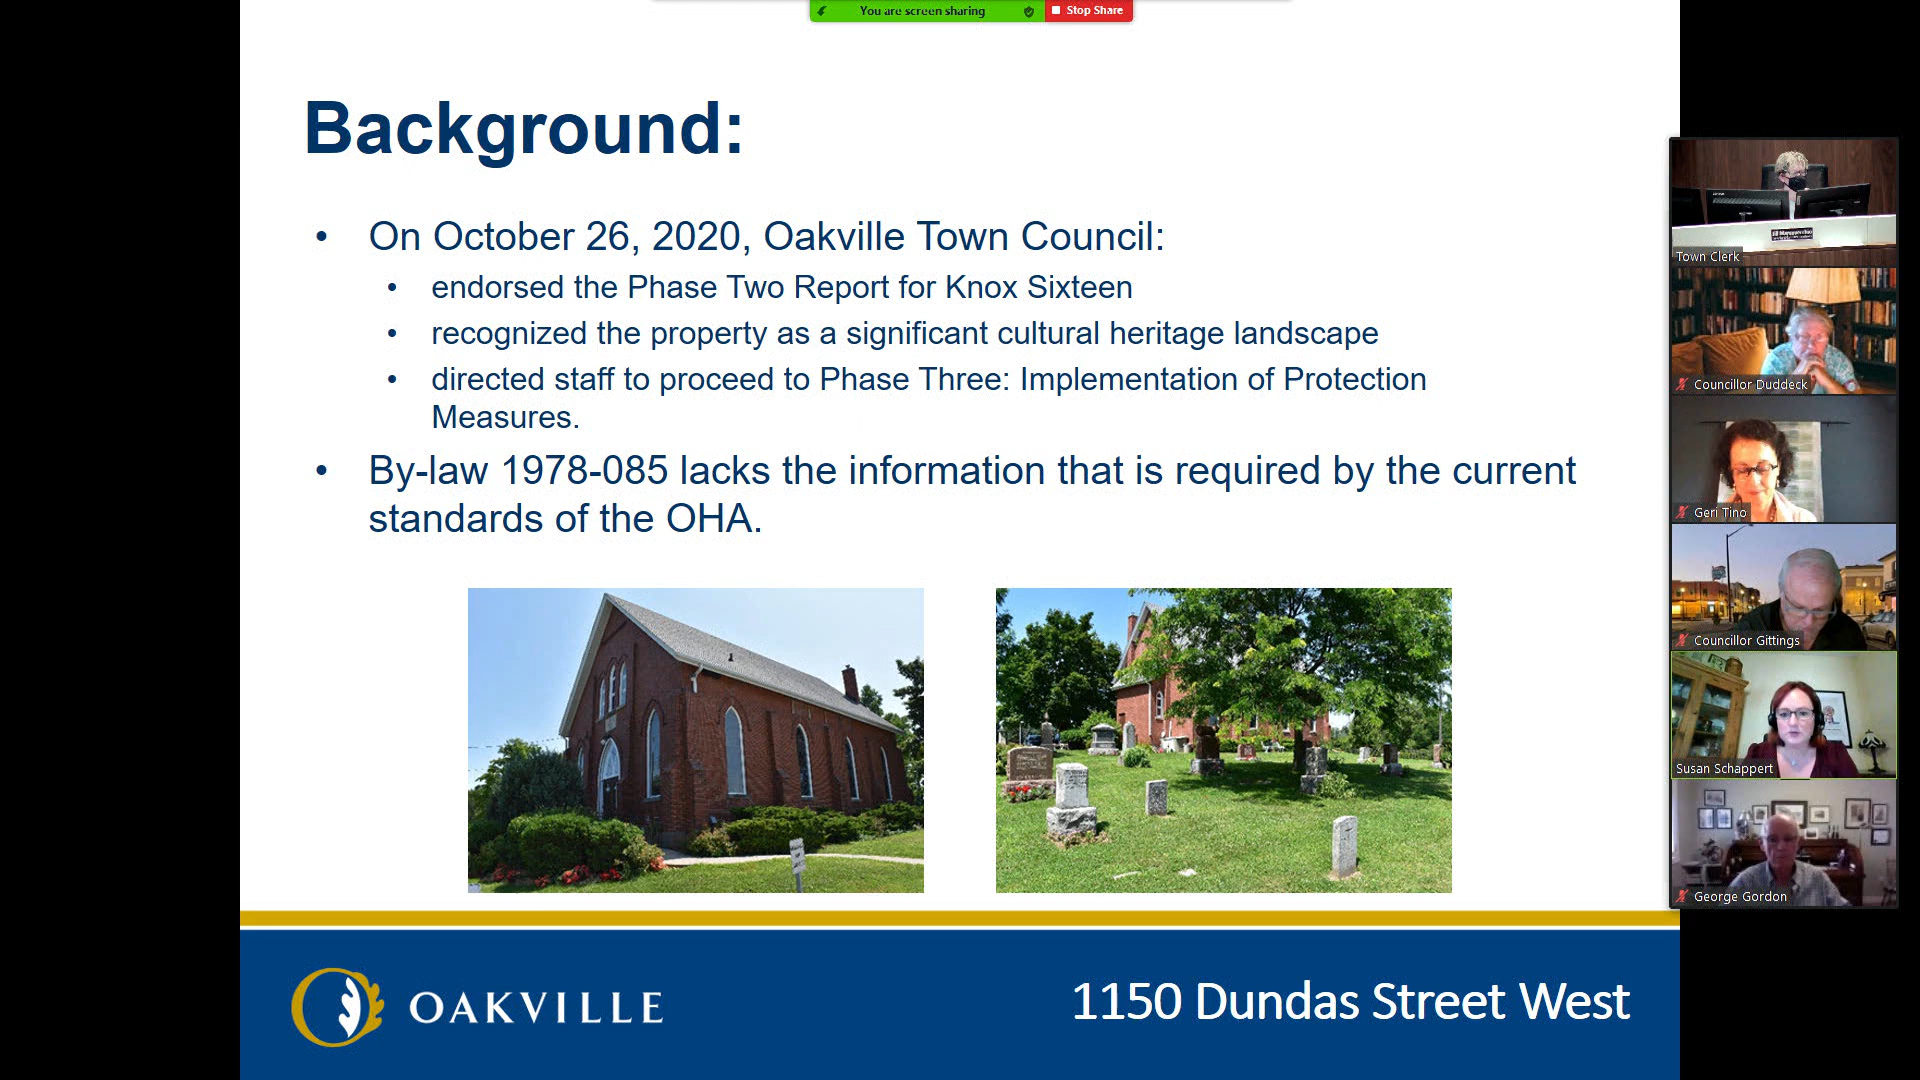 You are screen sharing
Stop Share
Background:
• On October 26, 2020, Oakville Town Council:
• endorsed the Phase Two Report for Knox Sixteen
• recognized the property as a significant cultural heritage landscape
• directed staff to proceed to Phase Three: Implementation of Protection
Measures.
• By-law 1978-085 lacks the information that is required by the current
standards of the OHA.
OAKVILLE
1150 Dundas Street West
Town Clerk
Councillor Duddeck
Geri Tino
Councillor Gittings
Susan Schappert
George Gordon